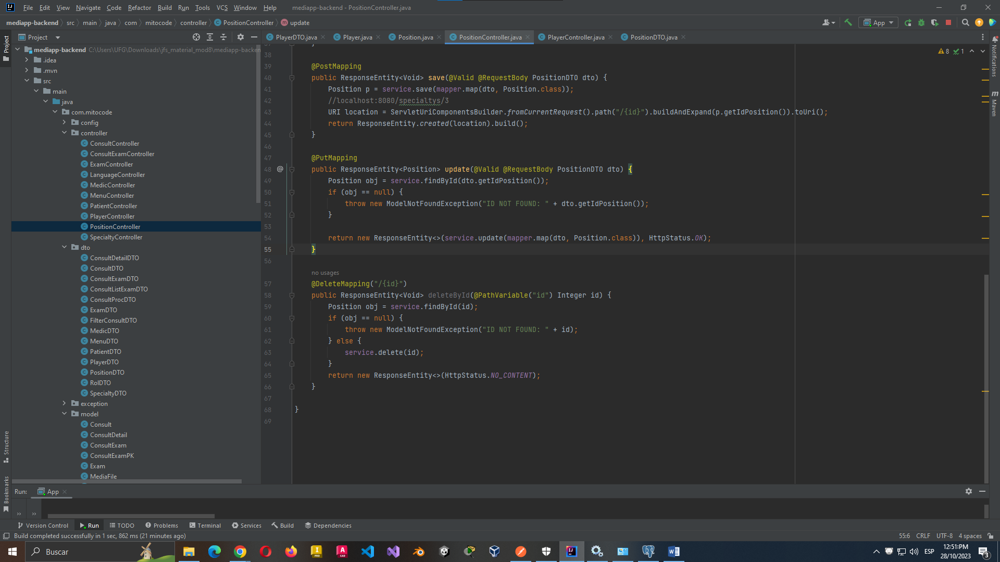 File Edit View Navigate Code Refactor Build Run Tools VCS Window Help mediapp-backend - PositionController.java
mediapp-backend src main java com mitocode controller PositionController update
App
Project
PlayerDTO.java Player.java Position.java PositionController.java PlayerController.java PositionDTO.java
mediapp-backend C:\Users\UFG\Downloads\jfs_material_mod8\mediapp-backen
.idea
.mvn
src
main
java
com.mitocode
config
controller
ConsultController
ConsultExamController
ExamController
LanguageController
MedicController
MenuController
PatientController
PlayerController
PositionController
SpecialtyController
dto
ConsultDetailDTO
ConsultDTO
ConsultExamDTO
ConsultListExamDTO
ConsultProcDTO
ExamDTO
FilterConsultDTO
MedicDTO
MenuDTO
PatientDTO
PlayerDTO
PositionDTO
RolDTO
SpecialtyDTO
exception
model
Consult
ConsultDetail
ConsultExam
ConsultExamPK
Exam
MediaFile
Project
Structure
Bookmarks
8 1
37 }
38
39 @PostMapping
40 public ResponseEntity<Void> save(@Valid @RequestBody PositionDTO dto) {
41 Position p = service.save(mapper.map(dto, Position.class));
42 //localhost:8080/specialtys/3
43 URI location = ServletUriComponentsBuilder.fromCurrentRequest().path("/{id}").buildAndExpand(p.getIdPosition()).toUri();
44 return ResponseEntity.created(location).build();
45 }
46
47 @PutMapping
48 @ public ResponseEntity<Position> update(@Valid @RequestBody PositionDTO dto) {
49 Position obj = service.findById(dto.getIdPosition());
50 if (obj == null) {
51 throw new ModelNotFoundException("ID NOT FOUND: " + dto.getIdPosition());
52 }
53
54 return new ResponseEntity<>(service.update(mapper.map(dto, Position.class)), HttpStatus.OK);
55 }
56
no usages
57 @DeleteMapping("/{id}")
58 public ResponseEntity<Void> deleteById(@PathVariable("id") Integer id) {
59 Position obj = service.findById(id);
60 if (obj == null) {
61 throw new ModelNotFoundException("ID NOT FOUND: " + id);
62 } else {
63 service.delete(id);
64 }
65 return new ResponseEntity<>(HttpStatus.NO_CONTENT);
66 }
67
68 }
69
Notifications
m Maven
Run: App
Version Control Run TODO Problems Terminal Services Build Dependencies
Build completed successfully in 1 sec, 862 ms (21 minutes ago) 55:6 CRLF UTF-8 4 spaces
Buscar
ESP
12:51:PM
28/10/2023
3